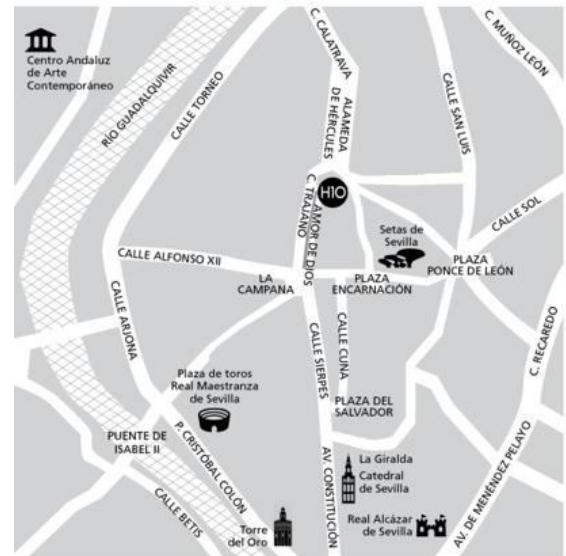 Centro Andaluz
de Arte
Contemporáneo
RÍO GUADALQUIVIR
CALLE TORNEO
C. CALATRAVA
ALAMEDA
DE HÉRCULES
C. MUÑOZ LEÓN
CALLE SAN LUIS
H10
C. TRAJANO
AMOR DE DIOS
Setas de
Sevilla
CALLE SOL
PLAZA
PONCE DE LEÓN
CALLE ALFONSO XII
LA
CAMPANA
PLAZA
ENCARNACIÓN
CALLE ARJONA
CALLE SIERPES
CALLE CUNA
C. RECAREDO
Plaza de toros
Real Maestranza
de Sevilla
PLAZA DEL
SALVADOR
PUENTE DE
ISABEL II
P. CRISTÓBAL COLÓN
CALLE BETIS
AV. CONSTITUCIÓN
La Giralda
Catedral
de Sevilla
AV. DE MENÉNDEZ PELAYO
Torre
del Oro
Real Alcázar
de Sevilla